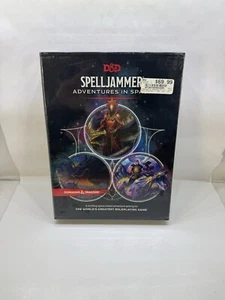 D&D
$69.99
SPELLJAMMER
ADVENTURES IN SPACE
DUNGEONS & DRAGONS
THE WORLD'S GREATEST ROLEPLAYING GAME